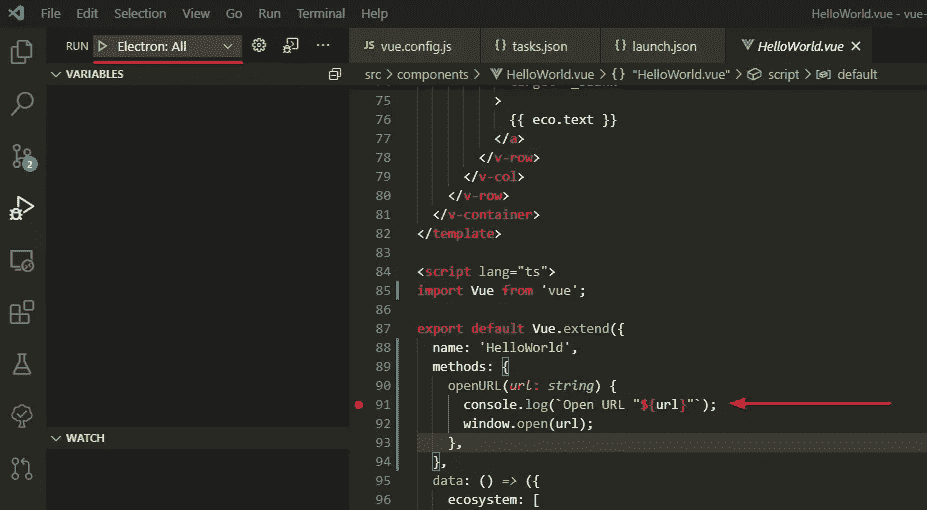 File Edit Selection View Go Run Terminal Help HelloWorld.vue - vue-
RUN Electron: All ...
JS vue.config.js {} tasks.json {} launch.json HelloWorld.vue
VARIABLES
src > components > HelloWorld.vue > {} "HelloWorld.vue" > script > default
75 >
76 {{ eco.text }}
77 </a>
78 </v-row>
79 </v-col>
80 </v-row>
81 </v-container>
82 </template>
83
84 <script lang="ts">
85 import Vue from 'vue';
86
87 export default Vue.extend({
88 name: 'HelloWorld',
89 methods: {
90 openURL(url: string) {
91 console.log(`Open URL "${url}"`);
92 window.open(url);
93 },
94 },
95 data: () => ({
96 ecosystem: [
2
WATCH